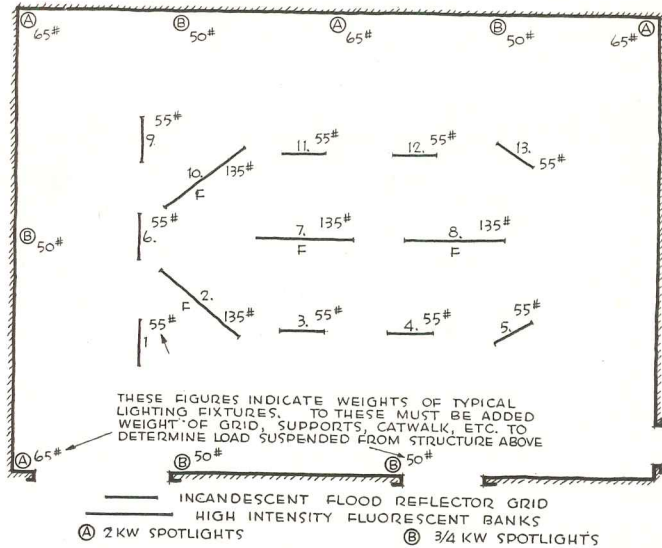 Ⓐ 65# Ⓑ 50# Ⓐ 65# Ⓑ 50# 65# Ⓐ
9. 55#
10. 135# F
11. 55#
12. 55#
13. 55#
Ⓑ 50#
6. 55#
7. 135# F
8. 135# F
2. 135# F
1 55#
3. 55#
4. 55#
5. 55#
THESE FIGURES INDICATE WEIGHTS OF TYPICAL
LIGHTING FIXTURES. TO THESE MUST BE ADDED
WEIGHT OF GRID, SUPPORTS, CATWALK, ETC. TO
DETERMINE LOAD SUSPENDED FROM STRUCTURE ABOVE
Ⓐ 65# Ⓑ 50# Ⓑ 50#
INCANDESCENT FLOOD REFLECTOR GRID
HIGH INTENSITY FLUORESCENT BANKS
Ⓐ 2 KW SPOTLIGHTS Ⓑ 3/4 KW SPOTLIGHTS